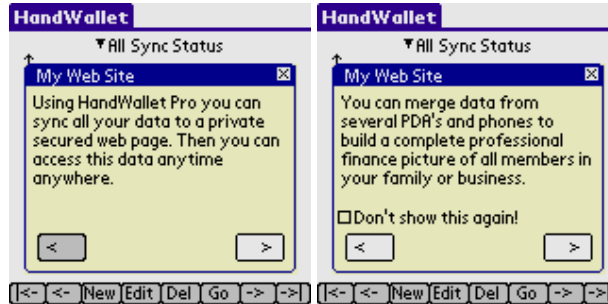 HandWallet
▾All Sync Status
My Web Site
Using HandWallet Pro you can
sync all your data to a private
secured web page. Then you can
access this data anytime
anywhere.
<
>
|<- <- New Edit Del Go -> ->|
HandWallet
▾All Sync Status
My Web Site
You can merge data from
several PDA's and phones to
build a complete professional
finance picture of all members in
your family or business.
Don't show this again!
<
>
|<- <- New Edit Del Go -> ->